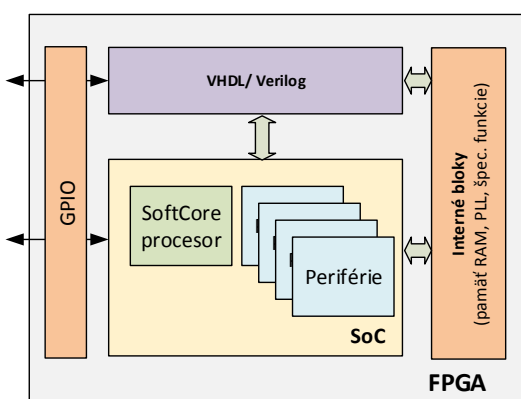 VHDL/ Verilog
GPIO
SoftCore
procesor
Periférie
SoC
Interné bloky
(pamäť RAM, PLL, špec. funkcie)
FPGA